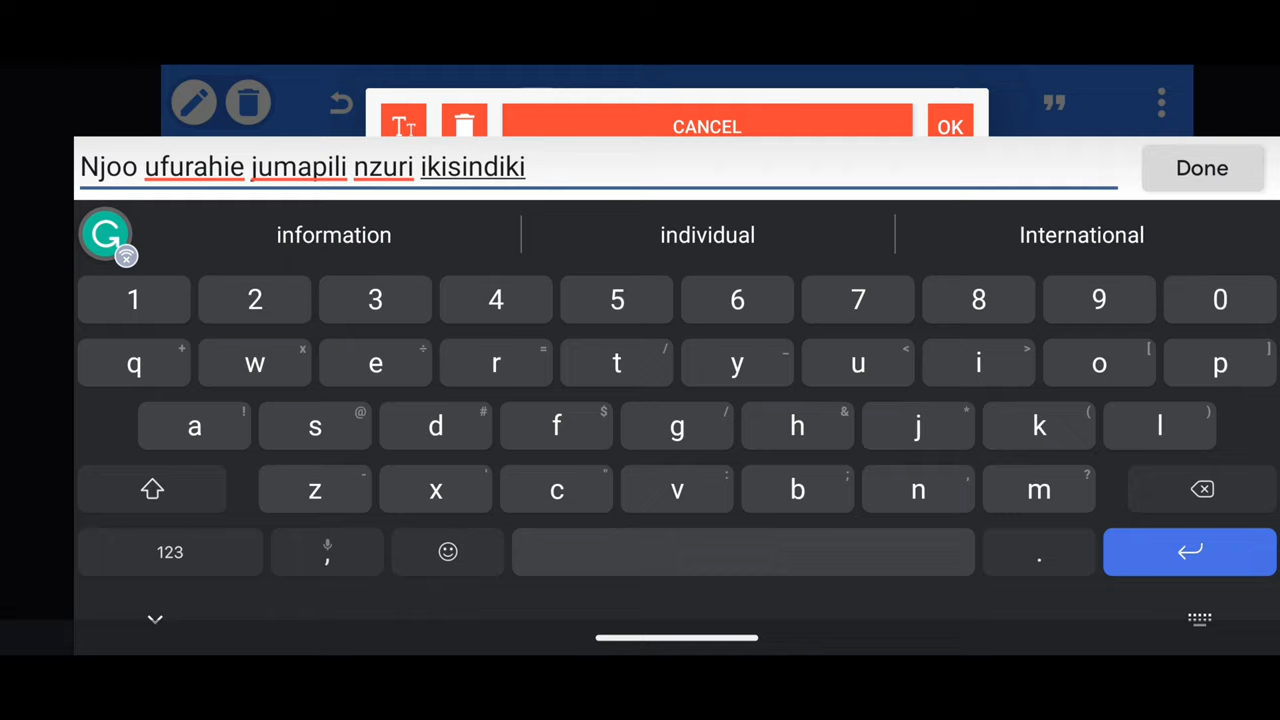 Tт
CANCEL
OK
Njoo ufurahie jumapili nzuri ikisindiki
Done
information
individual
International
1 2 3 4 5 6 7 8 9 0
q + w x e ÷ r = t / y _ u < i > o [ p ]
a ! s @ d # f $ g / h & j * k ( l )
z - x ' c " v : b ; n , m ?
123 , .